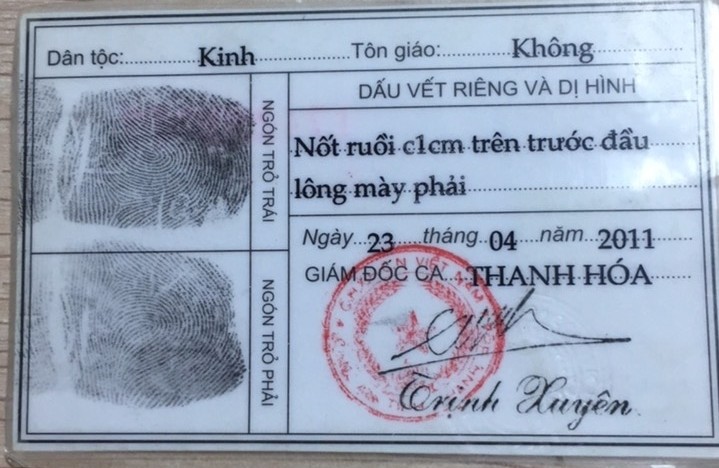 Dân tộc: Kinh Tôn giáo: Không
NGÓN TRỎ TRÁI
NGÓN TRỎ PHẢI
DẤU VẾT RIÊNG VÀ DỊ HÌNH
Nốt ruồi c1cm trên trước đầu
lông mày phải
Ngày 23 tháng 04 năm 2011
GIÁM ĐỐC CA THANH HÓA
VIỆT NAM
Trịnh Xuyên